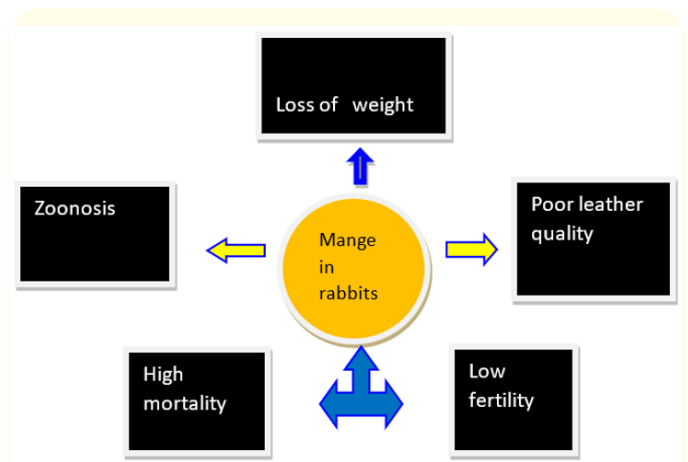 Loss of weight
Zoonosis
Poor leather
quality
Mange
in
rabbits
High
mortality
Low
fertility